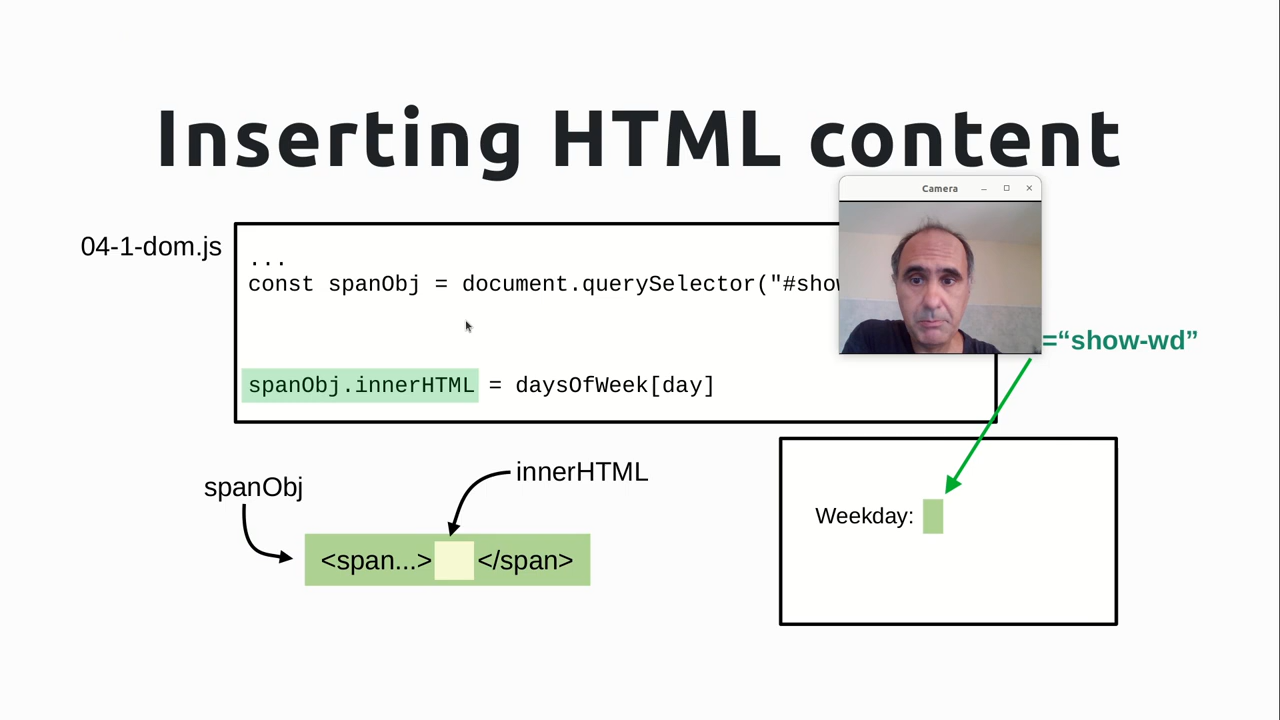 Inserting HTML content
Camera
04-1-dom.js
...
const spanObj = document.querySelector("#show
=“show-wd”
spanObj.innerHTML = daysOfWeek[day]
innerHTML
spanObj
<span...> </span>
Weekday: